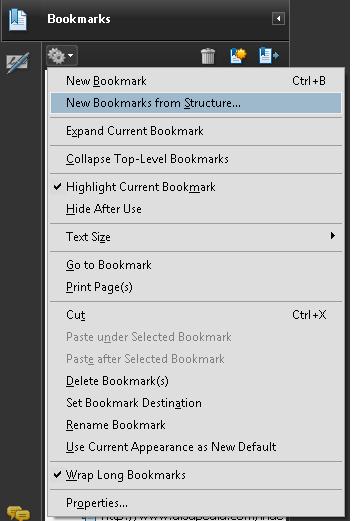 Bookmarks
New Bookmark Ctrl+B
New Bookmarks from Structure...
Expand Current Bookmark
Collapse Top-Level Bookmarks
Highlight Current Bookmark
Hide After Use
Text Size
Go to Bookmark
Print Page(s)
Cut Ctrl+X
Paste under Selected Bookmark
Paste after Selected Bookmark
Delete Bookmark(s)
Set Bookmark Destination
Rename Bookmark
Use Current Appearance as New Default
Wrap Long Bookmarks
Properties...